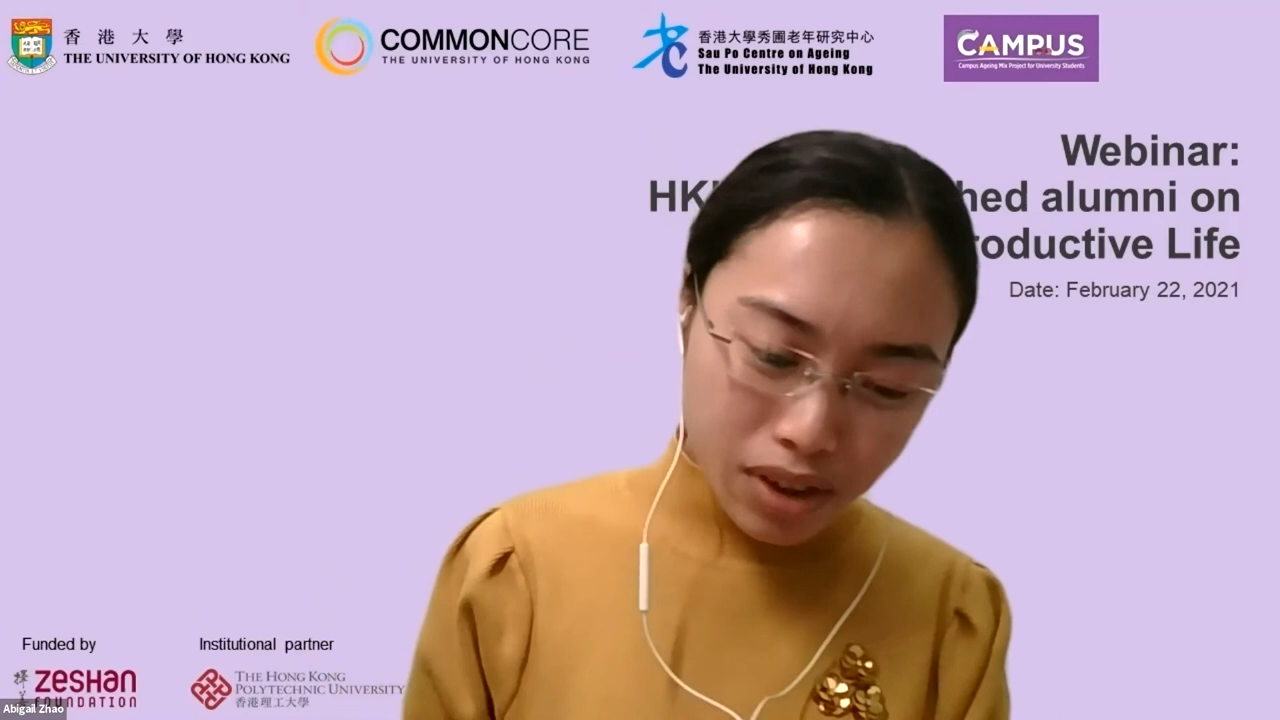 香港大學
THE UNIVERSITY OF HONG KONG
COMMONCORE
THE UNIVERSITY OF HONG KONG
香港大學秀圃老年研究中心
Sau Po Centre on Ageing
The University of Hong Kong
CAMPUS
Campus Ageing Mix Project for University Students
Webinar:
HK hed alumni on
roductive Life
Date: February 22, 2021
Funded by
Institutional partner
ZeSHaN
FOUNDATION
THE HONG KONG
POLYTECHNIC UNIVERSITY
香港理工大學
Abigail Zhao